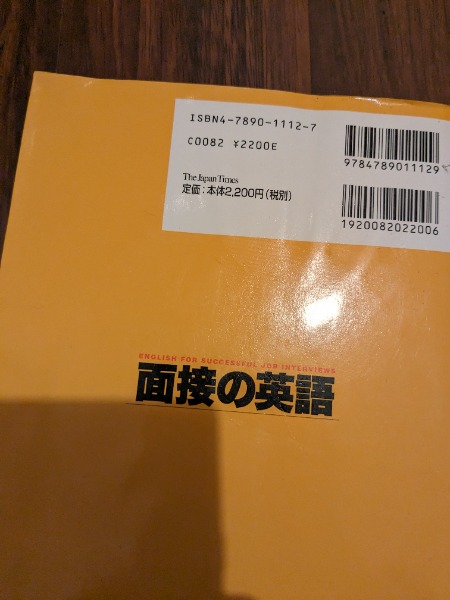 ISBN4-7890-1112-7
C0082 ¥2200E
The Japan Times
定価：本体2,200円（税別）
9784789011129
1920082022006
ENGLISH FOR SUCCESSFUL JOB INTERVIEWS
面接の英語